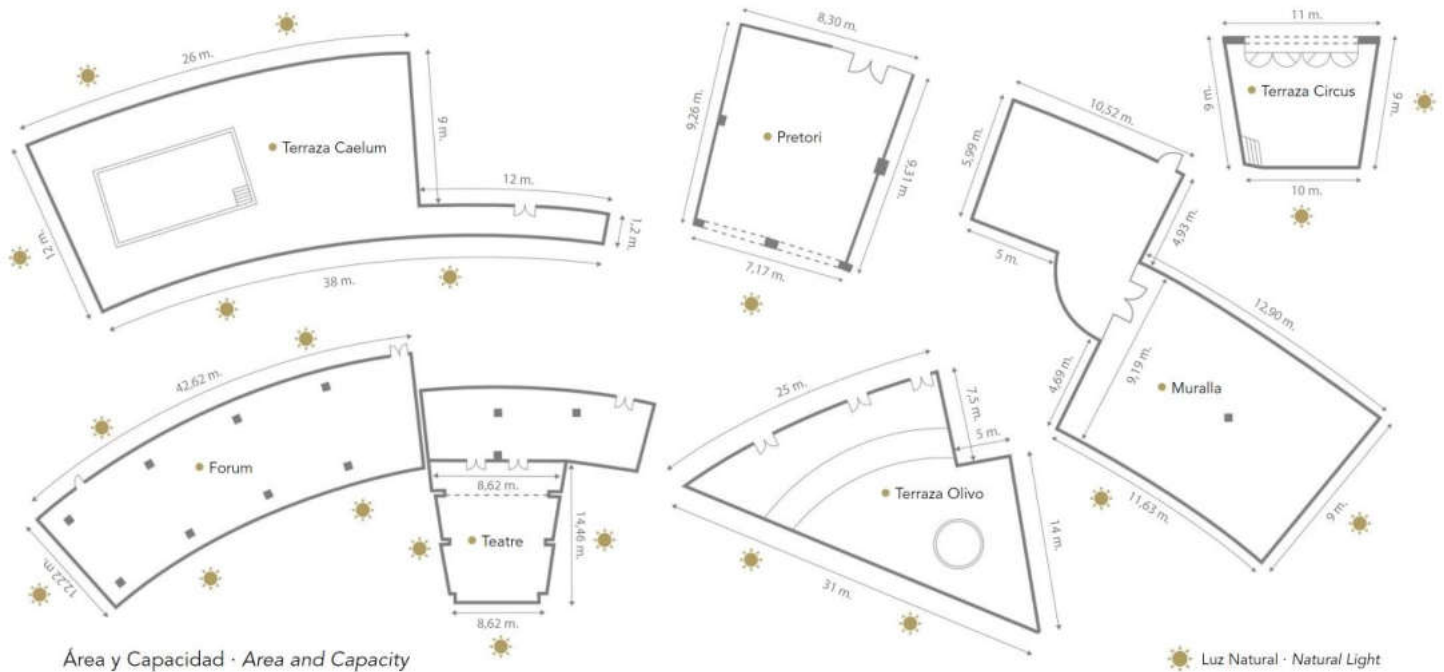 26 m.
Terraza Caelum
9 m.
12 m.
12 m.
1,2 m.
38 m.
8,30 m.
9,26 m.
Pretori
9,31 m.
7,17 m.
11 m.
9 m.
Terraza Circus
9 m.
10 m.
10,52 m.
5,99 m.
4,93 m.
5 m.
12,90 m.
4,69 m.
9,19 m.
Muralla
11,63 m.
9 m.
42,62 m.
Forum
12,22 m.
8,62 m.
14,46 m.
Teatre
8,62 m.
25 m.
7,5 m.
5 m.
Terraza Olivo
14 m.
31 m.
Área y Capacidad · Area and Capacity
Luz Natural · Natural Light